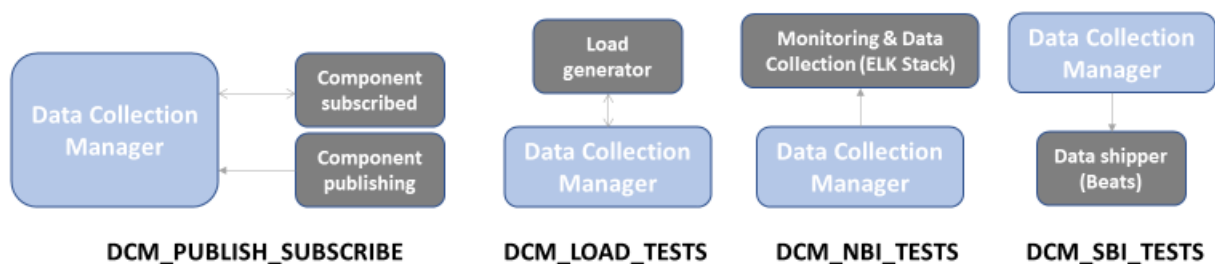 Data Collection
Manager
Component
subscribed
Component
publishing
DCM_PUBLISH_SUBSCRIBE
Load
generator
Data Collection
Manager
DCM_LOAD_TESTS
Monitoring & Data
Collection (ELK Stack)
Data Collection
Manager
DCM_NBI_TESTS
Data Collection
Manager
Data shipper
(Beats)
DCM_SBI_TESTS